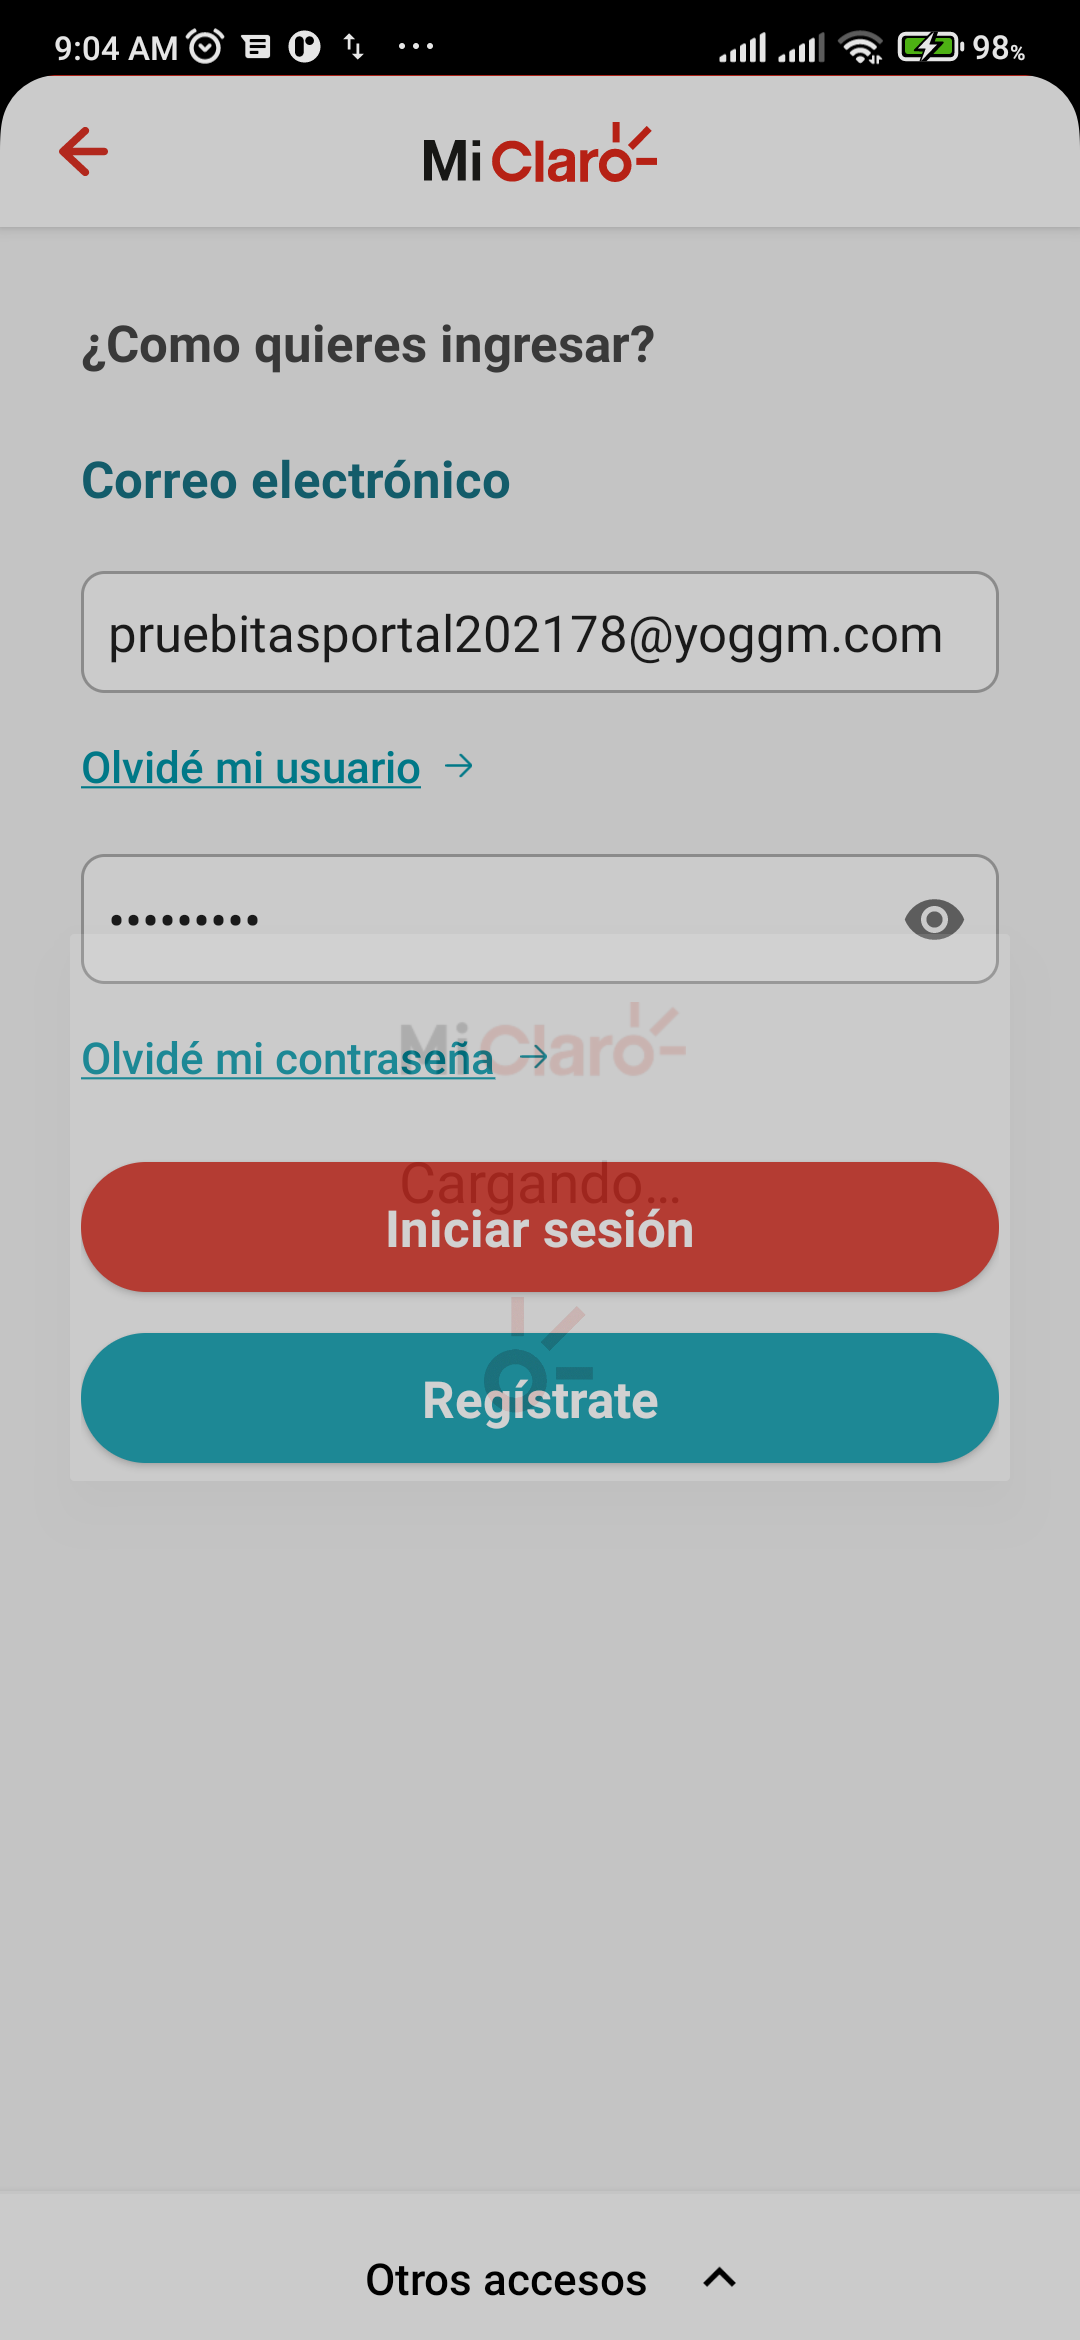 9:04 AM
98%
Mi Claro
¿Como quieres ingresar?
Correo electrónico
pruebitasportal202178@yoggm.com
Olvidé mi usuario →
•••••••••
Mi Claro
Olvidé mi contraseña →
Cargando...
Iniciar sesión
Regístrate
Otros accesos